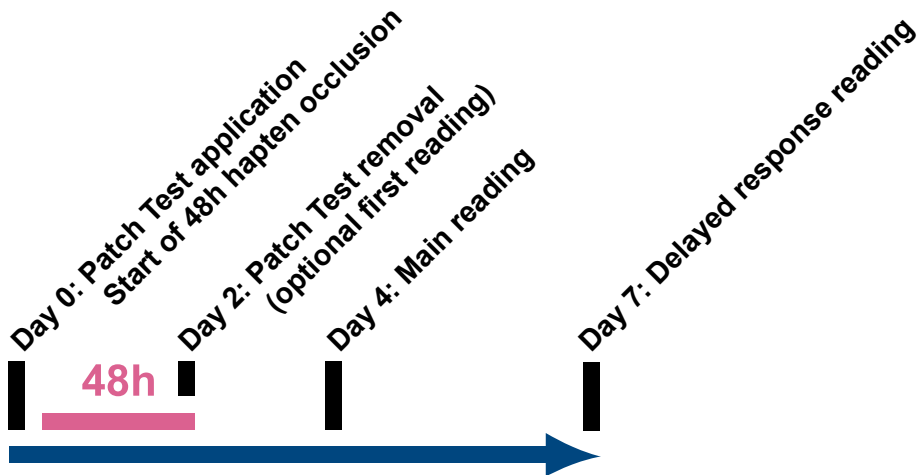 Day 0: Patch Test application
Start of 48h hapten occlusion
Day 2: Patch Test removal
(optional first reading)
Day 4: Main reading
Day 7: Delayed response reading
48h